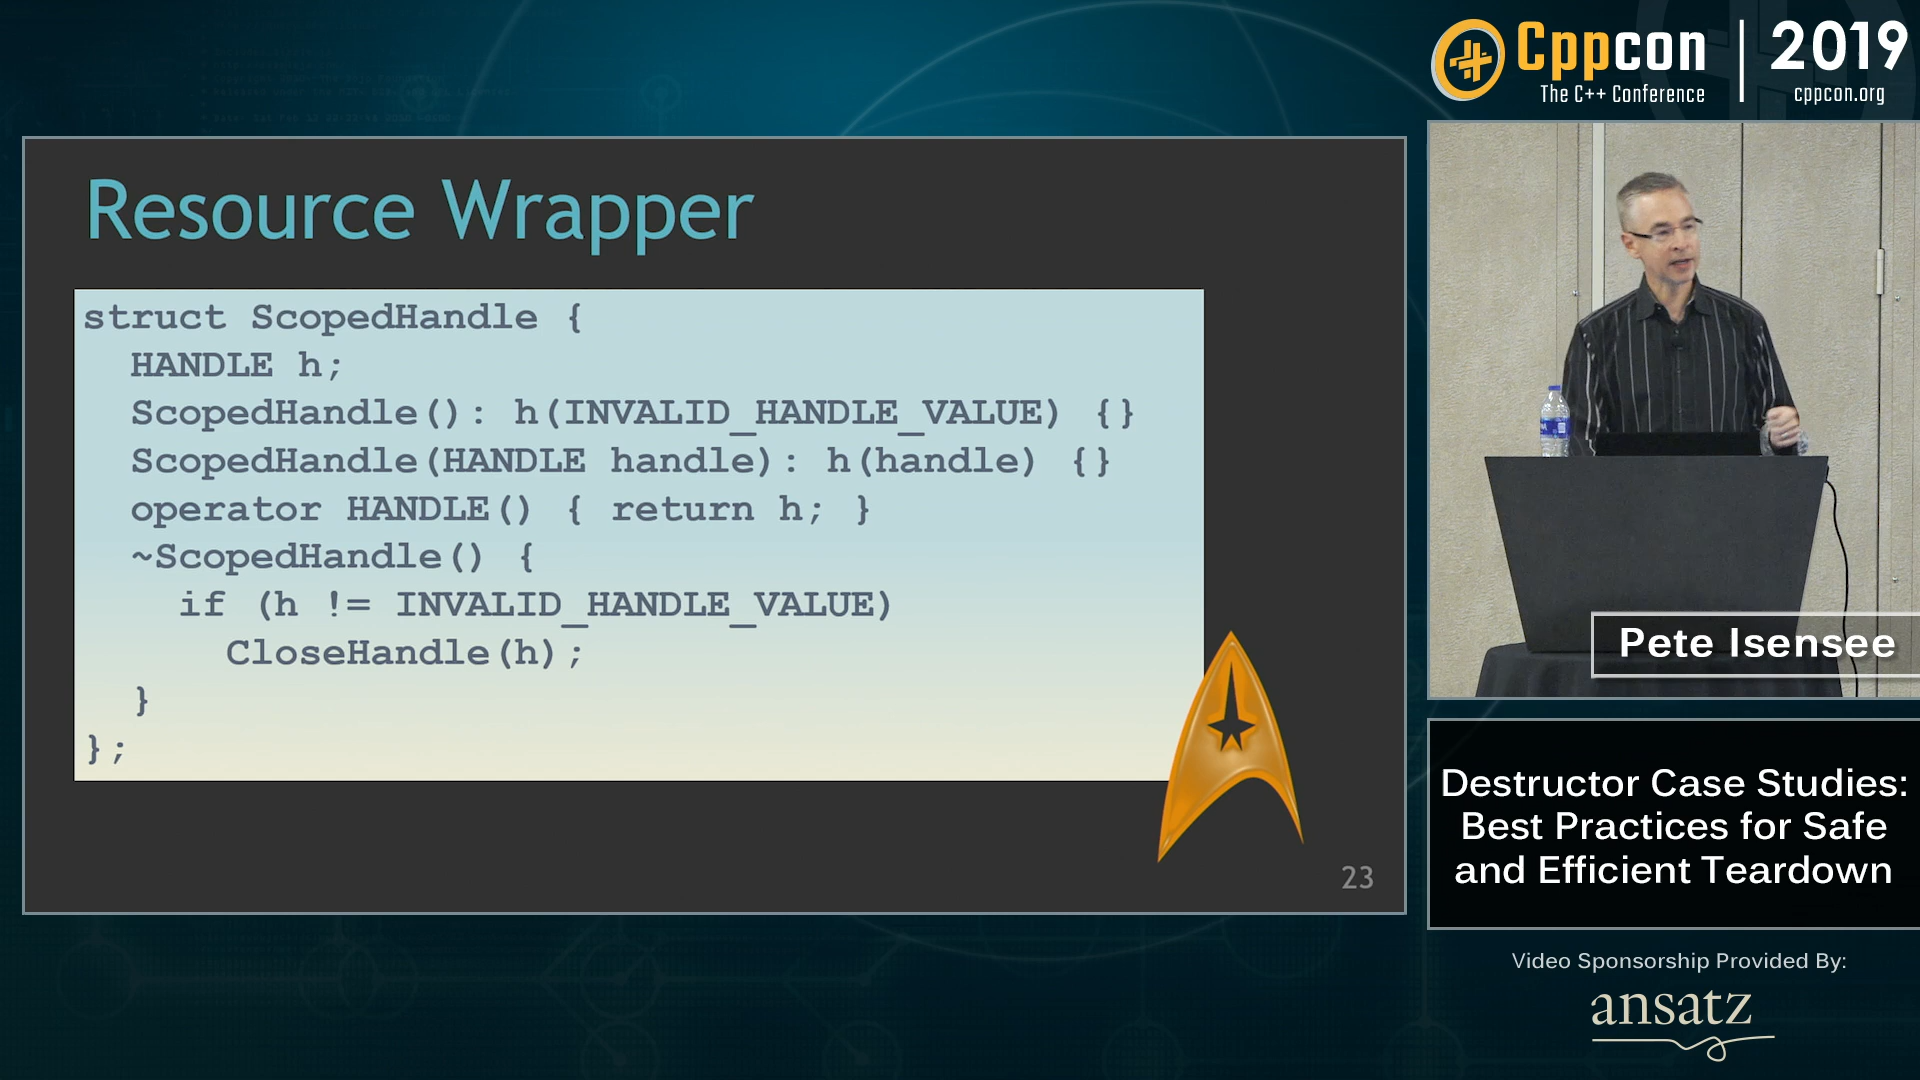 Cppcon
The C++ Conference
2019
cppcon.org
Resource Wrapper
struct ScopedHandle {
HANDLE h;
ScopedHandle(): h(INVALID_HANDLE_VALUE) {}
ScopedHandle(HANDLE handle): h(handle) {}
operator HANDLE() { return h; }
~ScopedHandle() {
if (h != INVALID_HANDLE_VALUE)
CloseHandle(h);
}
};
23
Pete Isensee
Destructor Case Studies:
Best Practices for Safe
and Efficient Teardown
Video Sponsorship Provided By:
ansatz